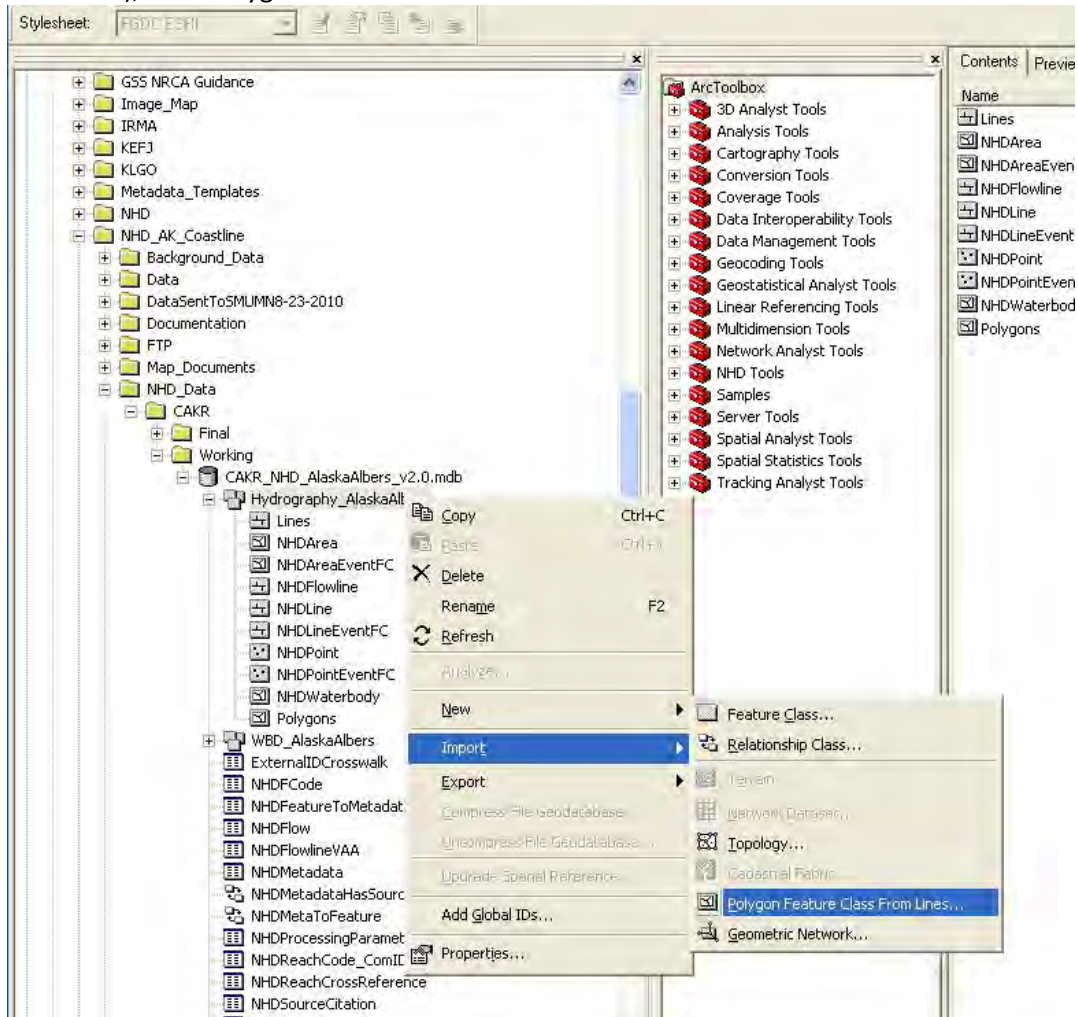 Stylesheet: FGDC ESRI
GSS NRCA Guidance
Image_Map
IRMA
KEFJ
KLGO
Metadata_Templates
NHD
NHD_AK_Coastline
Background_Data
Data
DataSentToSMUMN8-23-2010
Documentation
FTP
Map_Documents
NHD_Data
CAKR
Final
Working
CAKR_NHD_AlaskaAlbers_v2.0.mdb
Hydrography_AlaskaAlb
Lines
NHDArea
NHDAreaEventFC
NHDFlowline
NHDLine
NHDLineEventFC
NHDPoint
NHDPointEventFC
NHDWaterbody
Polygons
WBD_AlaskaAlbers
ExternalIDCrosswalk
NHDFCode
NHDFeatureToMetadat
NHDFlow
NHDFlowlineVAA
NHDMetadata
NHDMetadataHasSourc
NHDMetaToFeature
NHDProcessingParamet
NHDReachCode_ComID
NHDReachCrossReference
NHDSourceCitation
Copy Ctrl+C
Paste Ctrl+V
Delete
Rename F2
Refresh
Analyze...
New
Import
Export
Compress File Geodatabase...
Uncompress File Geodatabase...
Upgrade Spatial Reference...
Add Global IDs...
Properties...
Feature Class...
Relationship Class...
Terrain...
Network Dataset...
Topology...
Cadastral Fabric...
Polygon Feature Class From Lines...
Geometric Network...
ArcToolbox
3D Analyst Tools
Analysis Tools
Cartography Tools
Conversion Tools
Coverage Tools
Data Interoperability Tools
Data Management Tools
Geocoding Tools
Geostatistical Analyst Tools
Linear Referencing Tools
Multidimension Tools
Network Analyst Tools
NHD Tools
Samples
Server Tools
Spatial Analyst Tools
Spatial Statistics Tools
Tracking Analyst Tools
Contents Previe
Name
Lines
NHDArea
NHDAreaEven
NHDFlowline
NHDLine
NHDLineEvent
NHDPoint
NHDPointEven
NHDWaterbod
Polygons